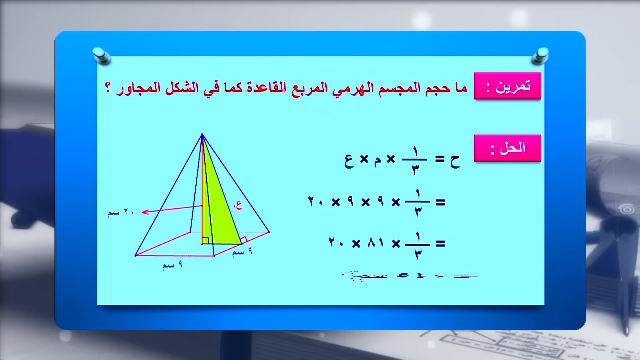 تمرين : ما حجم المجسم الهرمي المربع القاعدة كما في الشكل المجاور ؟
الحل :
ح = ١/٣ × م × ع
= ١/٣ × ٩ × ٩ × ٢٠
= ١/٣ × ٨١ × ٢٠
ع.
٢٠ سم
٩ سم
٩ سم